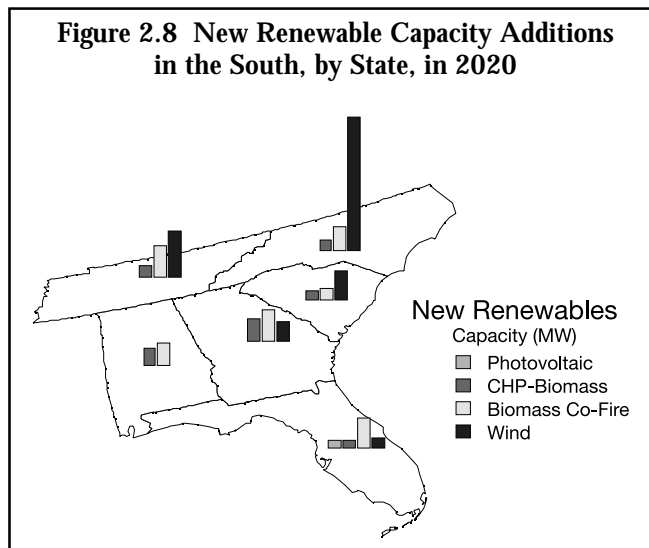 Figure 2.8 New Renewable Capacity Additions
in the South, by State, in 2020
New Renewables
Capacity (MW)
Photovoltaic
CHP-Biomass
Biomass Co-Fire
Wind